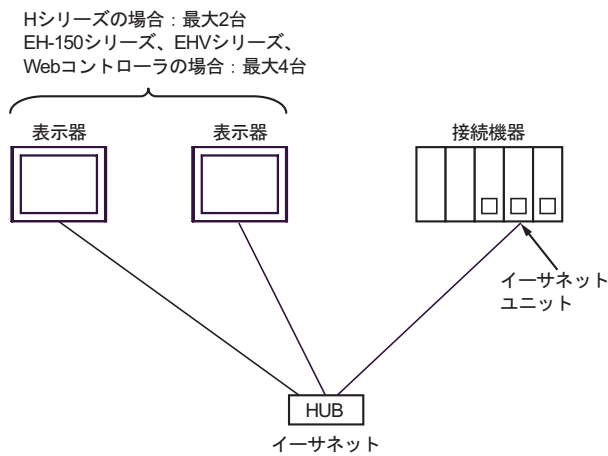 Hシリーズの場合：最大2台
EH-150シリーズ、EHVシリーズ、
Webコントローラの場合：最大4台
表示器
表示器
接続機器
イーサネット
ユニット
HUB
イーサネット